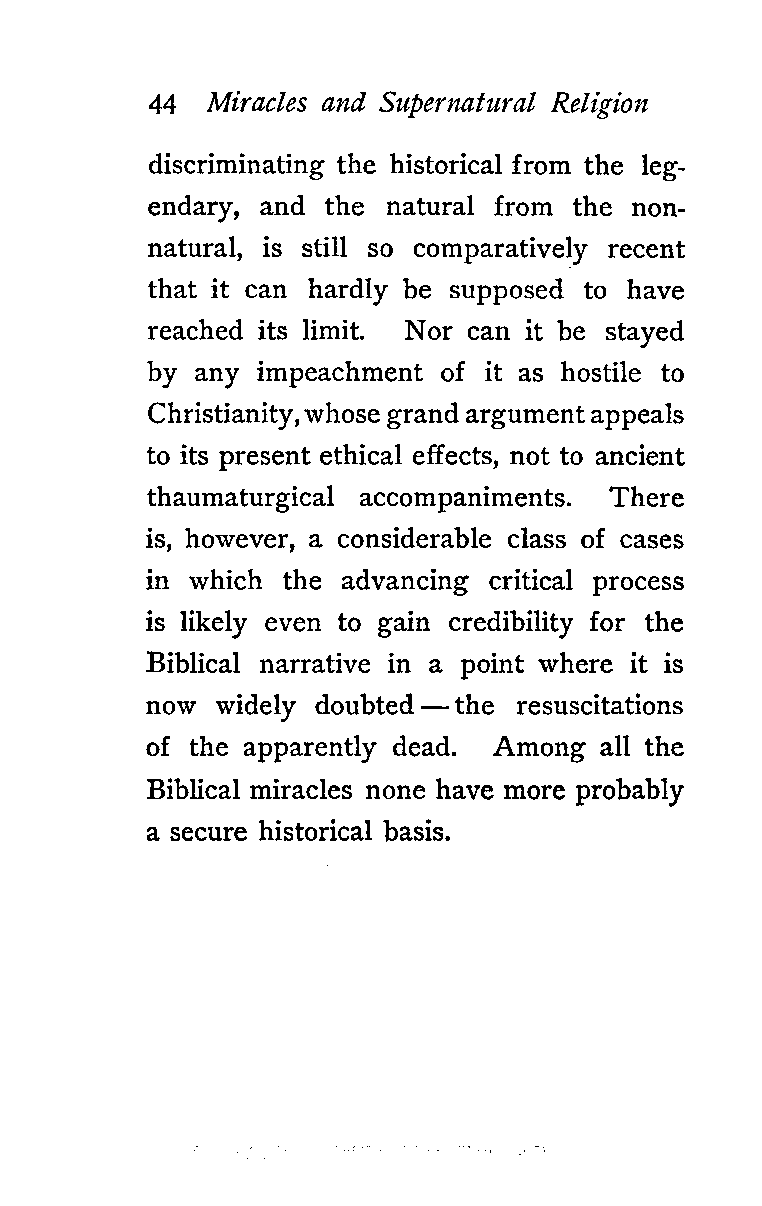 44 Miracles and Supernatural Religion
discriminating the historical from the leg-
endary, and the natural from the non-
natural, is still so comparatively recent
that it can hardly be supposed to have
reached its limit. Nor can it be stayed
by any impeachment of it as hostile to
Christianity, whose grand argument appeals
to its present ethical effects, not to ancient
thaumaturgical accompaniments. There
is, however, a considerable class of cases
in which the advancing critical process
is likely even to gain credibility for the
Biblical narrative in a point where it is
now widely doubted — the resuscitations
of the apparently dead. Among all the
Biblical miracles none have more probably
a secure historical basis.